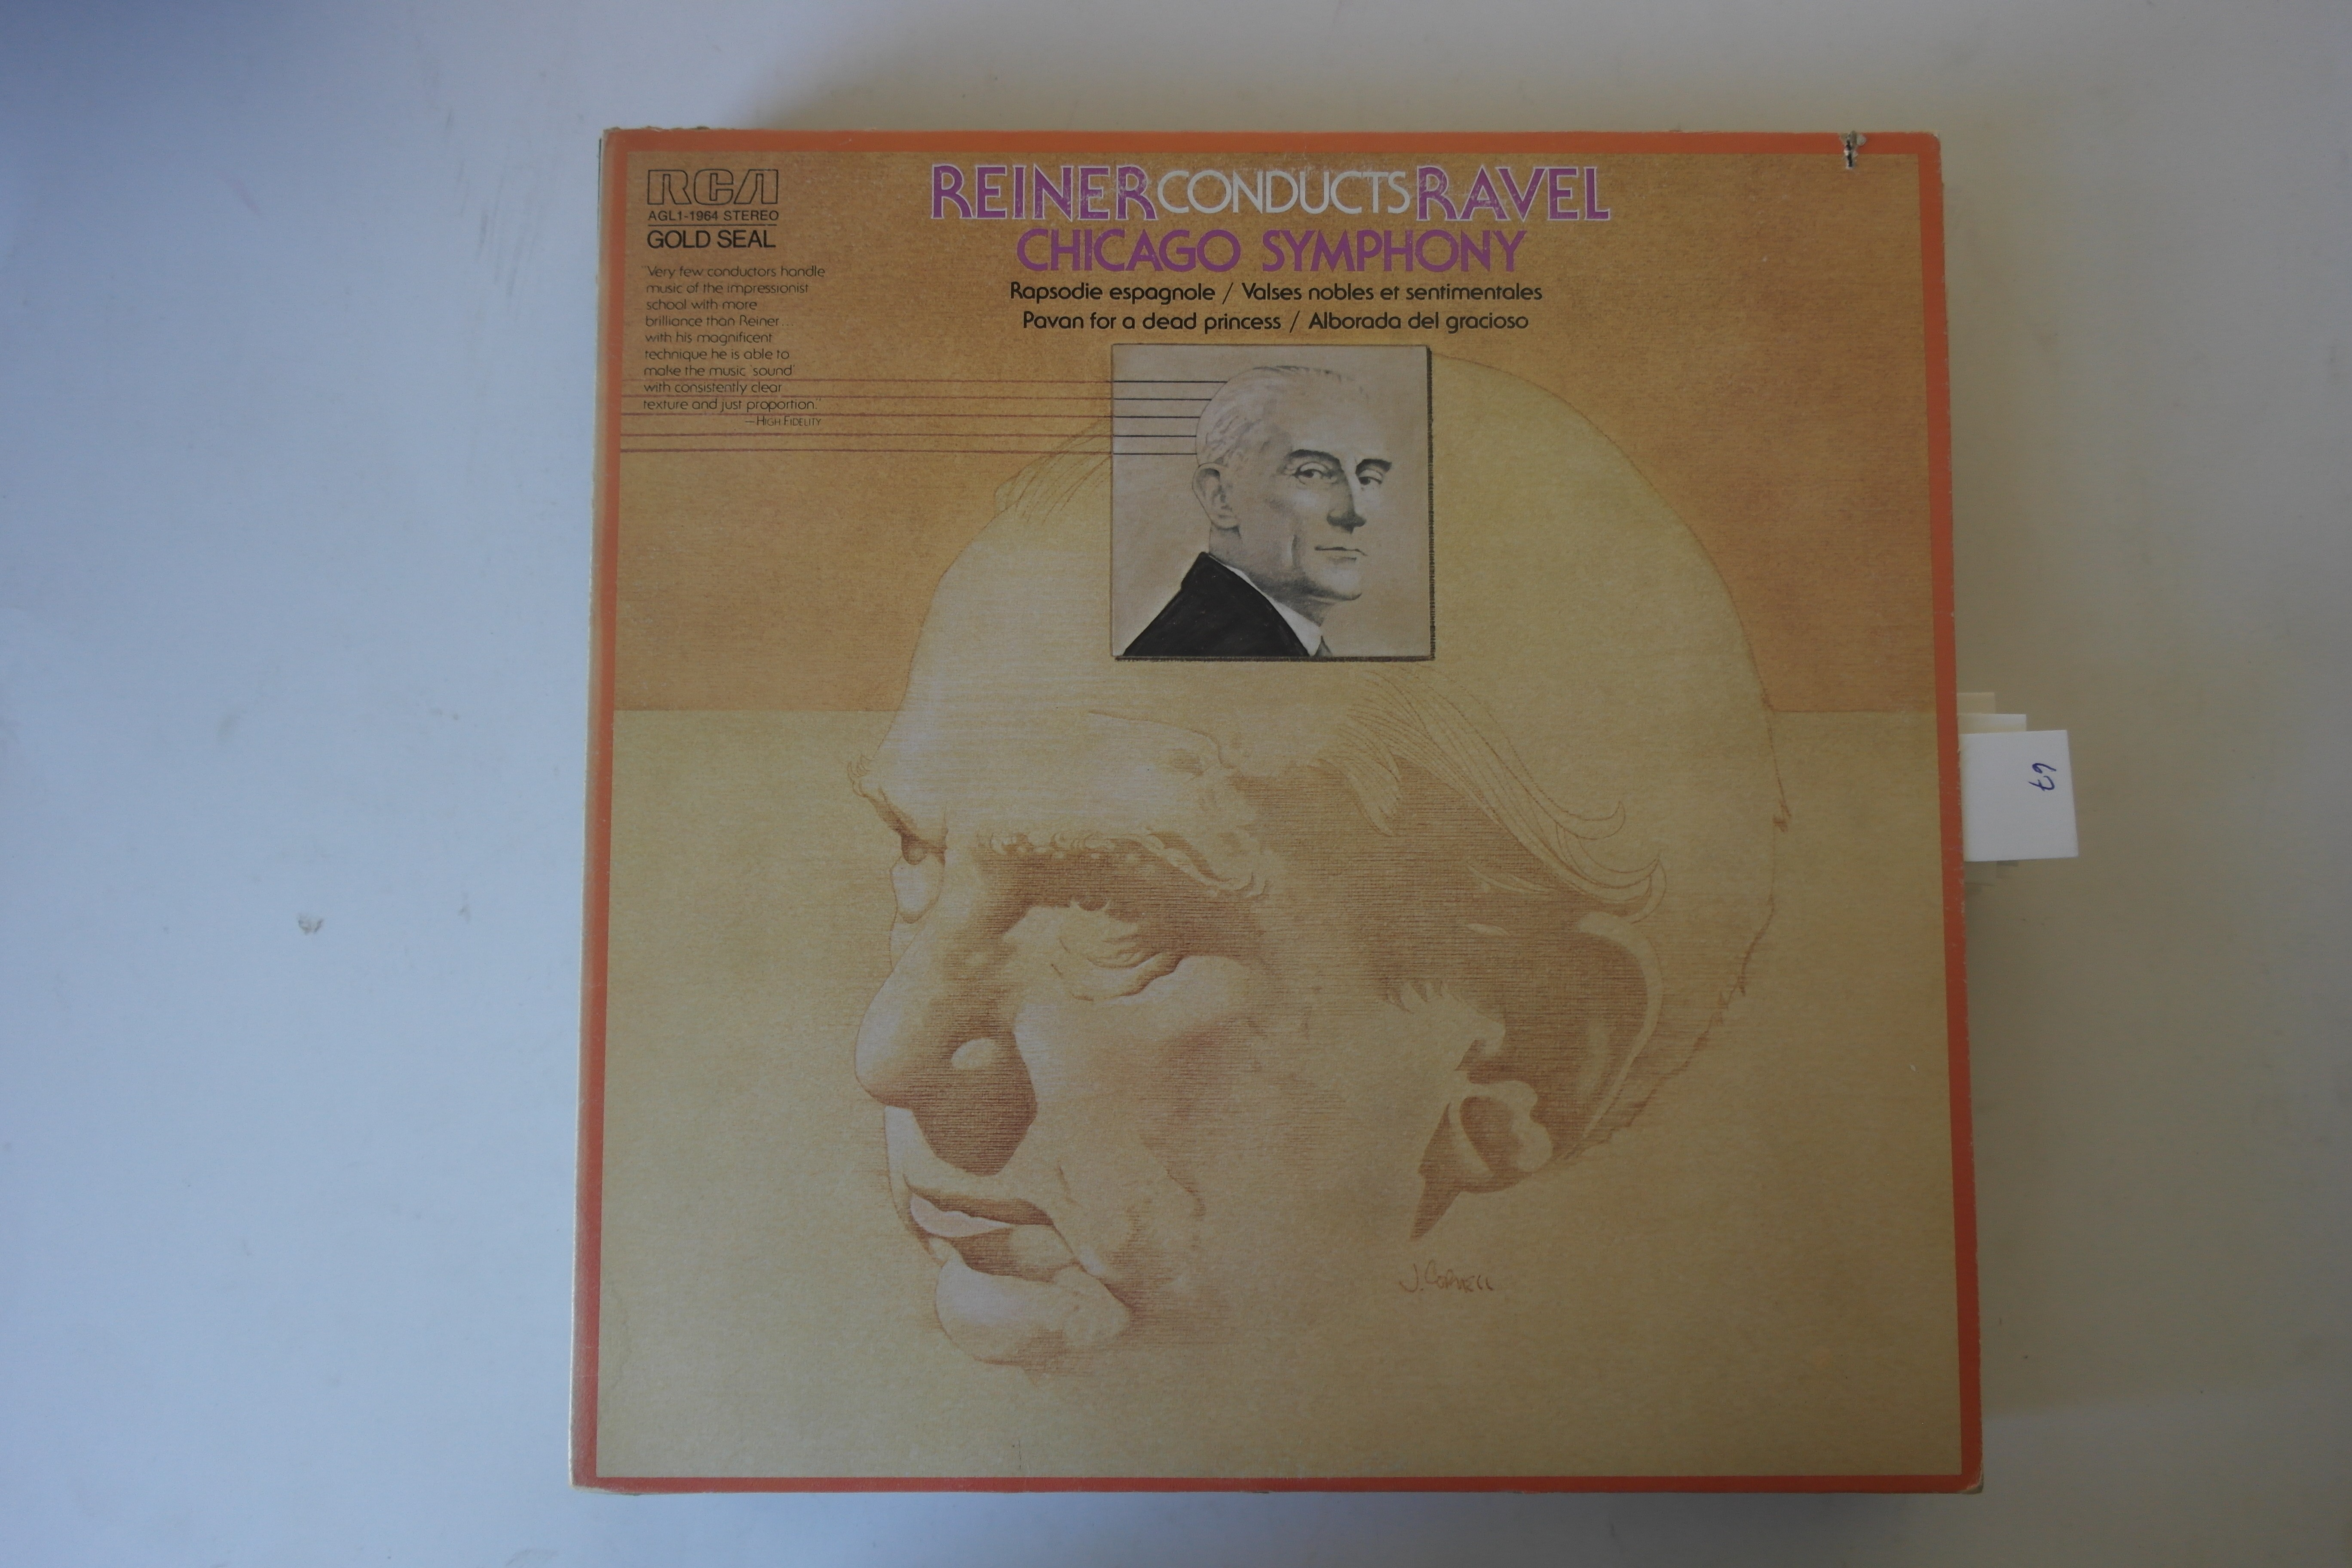 RCA
AGL1-1964 STEREO
GOLD SEAL
"Very few conductors handle
music of the impressionist
school with more
brilliance than Reiner...
with his magnificent
technique he is able to
make the music 'sound'
with consistently clear
texture and just proportion."
—HIGH FIDELITY
REINER CONDUCTS RAVEL
CHICAGO SYMPHONY
Rapsodie espagnole / Valses nobles et sentimentales
Pavan for a dead princess / Alborada del gracioso
J. CORNELL
67